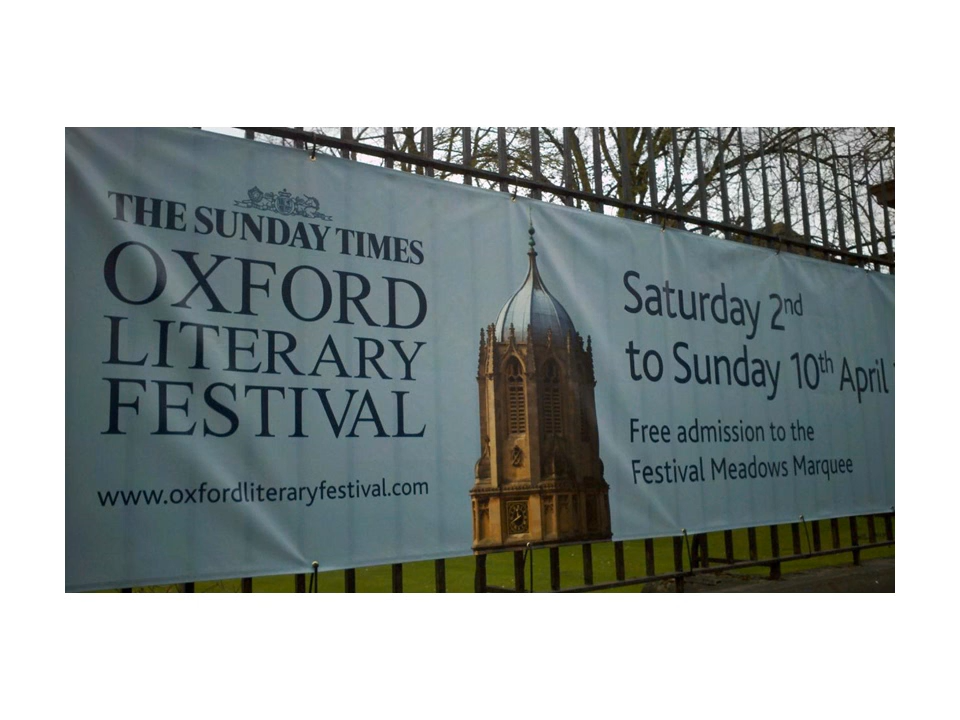 THE SUNDAY TIMES
OXFORD
LITERARY
FESTIVAL
www.oxfordliteraryfestival.com
Saturday 2nd
to Sunday 10th April
Free admission to the
Festival Meadows Marquee